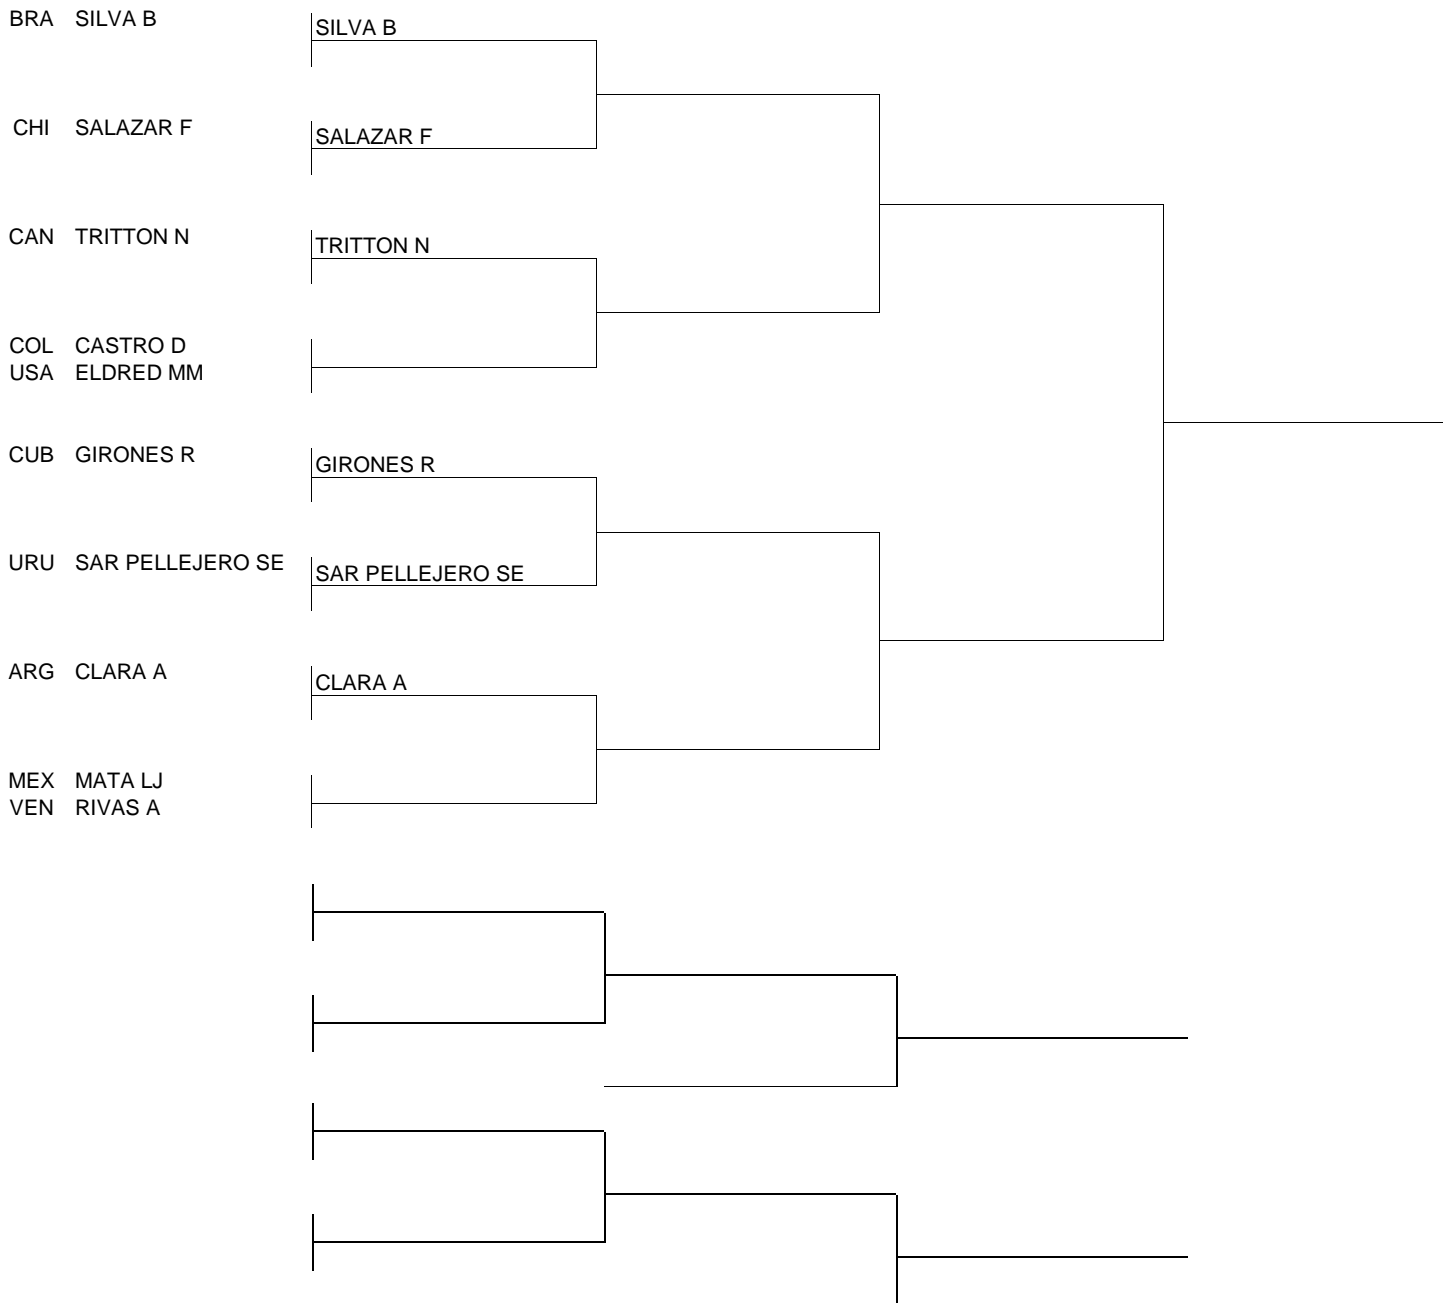 BRA SILVA B
SILVA B
CHI SALAZAR F
SALAZAR F
CAN TRITTON N
TRITTON N
COL CASTRO D
USA ELDRED MM
CUB GIRONES R
GIRONES R
URU SAR PELLEJERO SE
SAR PELLEJERO SE
ARG CLARA A
CLARA A
MEX MATA LJ
VEN RIVAS A